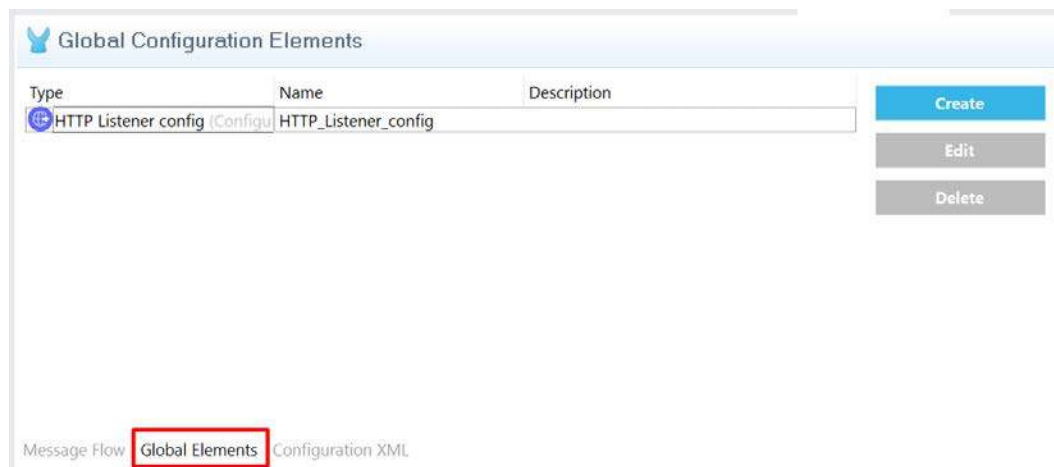 Global Configuration Elements
Type Name Description
HTTP Listener config (Configu HTTP_Listener_config
Create
Edit
Delete
Message Flow Global Elements Configuration XML